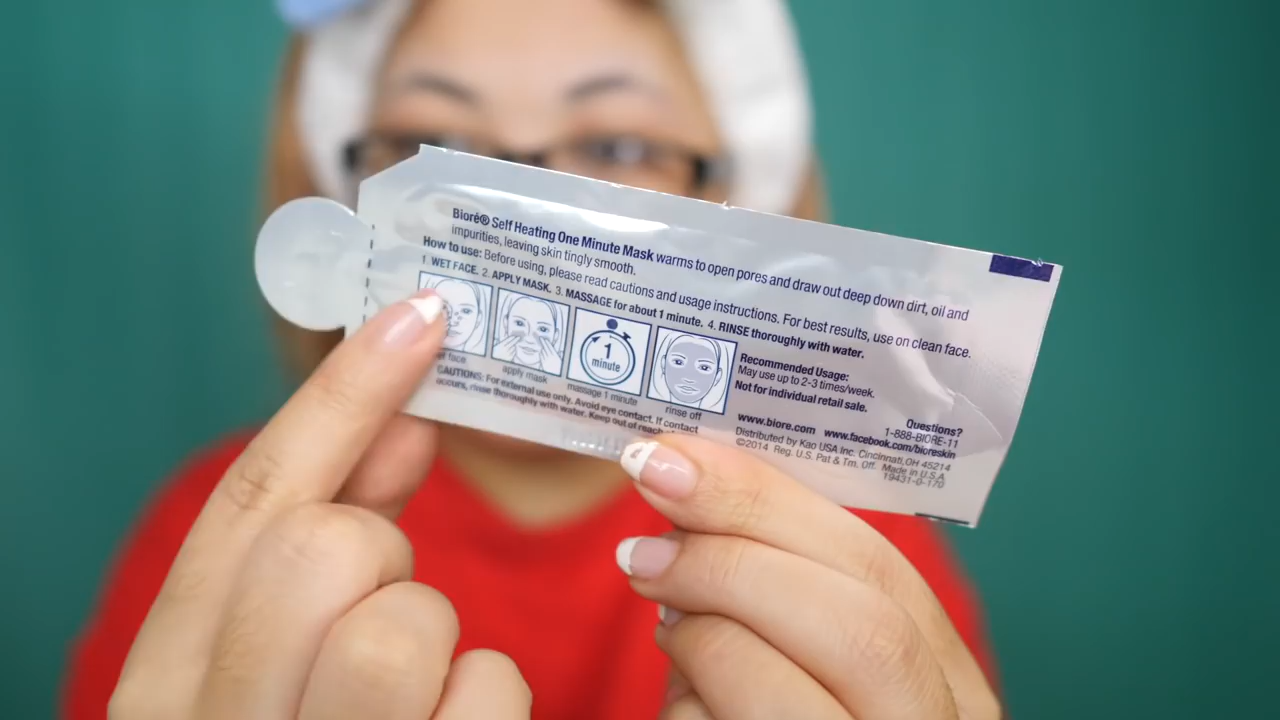 Bioré® Self Heating One Minute Mask warms to open pores and draw out deep down dirt, oil and
impurities, leaving skin tingly smooth.
How to use: Before using, please read cautions and usage instructions. For best results, use on clean face.
1 WET FACE. 2. APPLY MASK. 3. MASSAGE for about 1 minute. 4. RINSE thoroughly with water.
1
minute
face
apply mask
massage 1 minute
rinse off
CAUTIONS: For external use only. Avoid eye contact. If contact
occurs, rinse thoroughly with water. Keep out of reach
Recommended Usage:
May use up to 2-3 times/week.
Not for individual retail sale.
Questions?
1-888-BIORE-11
www.biore.com www.facebook.com/bioreskin
Distributed by Kao USA Inc. Cincinnati, OH 45214
©2014 Reg. U.S. Pat & Tm. Off. Made in U.S.A
19431-0-170